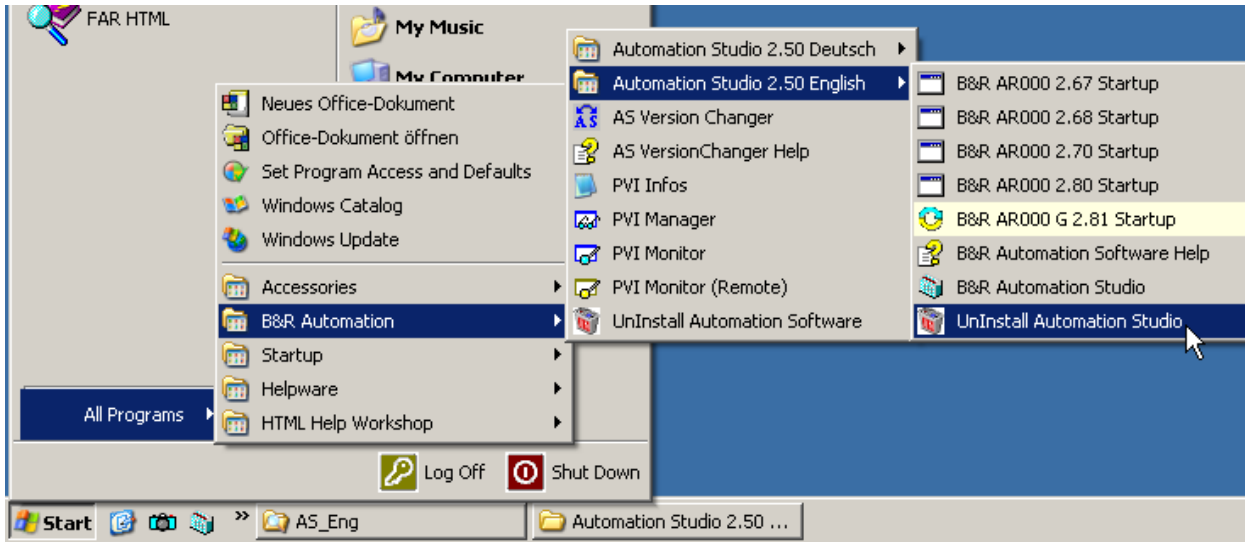 FAR HTML
My Music
My Computer
Neues Office-Dokument
Office-Dokument öffnen
Set Program Access and Defaults
Windows Catalog
Windows Update
Accessories
B&R Automation
Startup
Helpware
HTML Help Workshop
Automation Studio 2.50 Deutsch
Automation Studio 2.50 English
AS Version Changer
AS VersionChanger Help
PVI Infos
PVI Manager
PVI Monitor
PVI Monitor (Remote)
UnInstall Automation Software
B&R AR000 2.67 Startup
B&R AR000 2.68 Startup
B&R AR000 2.70 Startup
B&R AR000 2.80 Startup
B&R AR000 G 2.81 Startup
B&R Automation Software Help
B&R Automation Studio
UnInstall Automation Studio
All Programs
Log Off
Shut Down
Start
»
AS_Eng
Automation Studio 2.50 ...